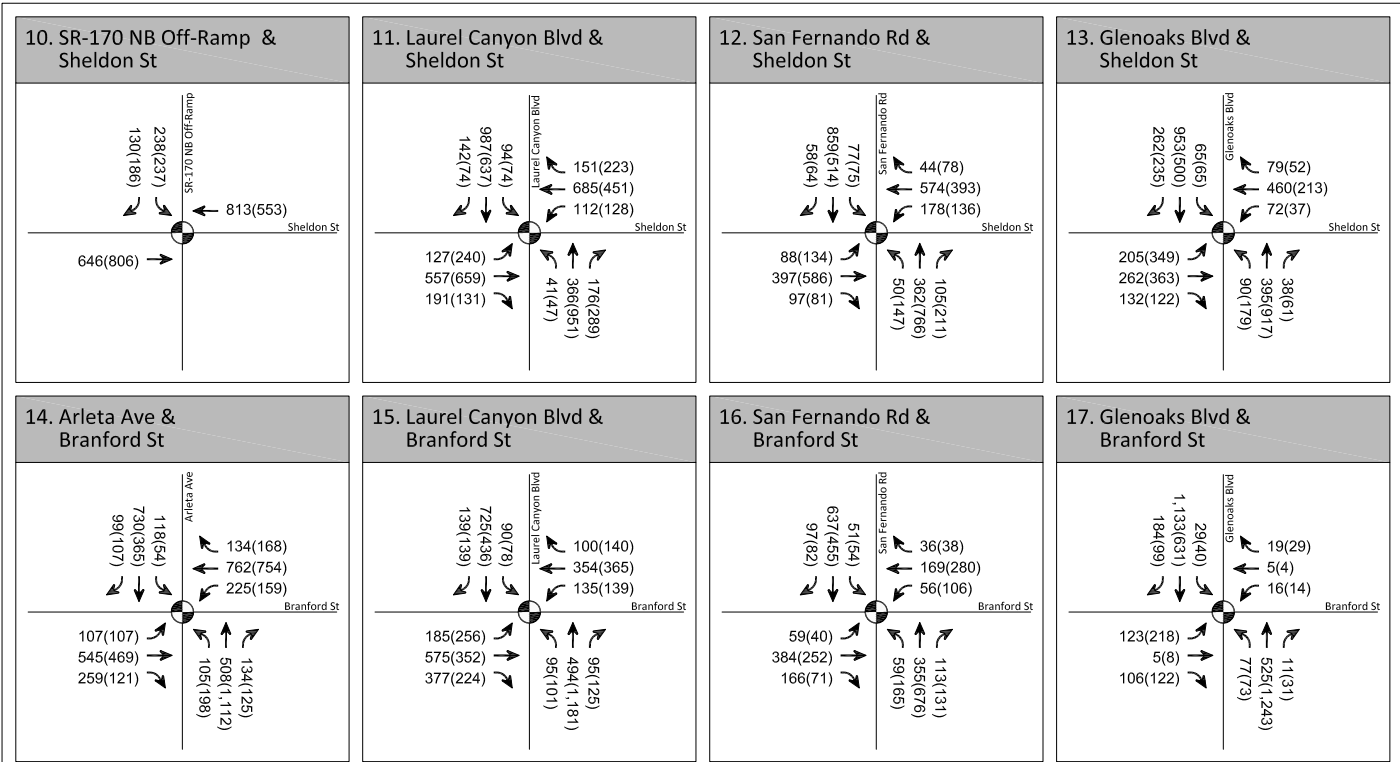 10. SR-170 NB Off-Ramp &
Sheldon St
130(186)
238(237)
SR-170 NB Off-Ramp
813(553)
Sheldon St
646(806)
11. Laurel Canyon Blvd &
Sheldon St
142(74)
987(637)
94(74)
Laurel Canyon Blvd
151(223)
685(451)
112(128)
Sheldon St
127(240)
557(659)
191(131)
41(47)
366(951)
176(289)
12. San Fernando Rd &
Sheldon St
58(64)
859(514)
77(75)
San Fernando Rd
44(78)
574(393)
178(136)
Sheldon St
88(134)
397(586)
97(81)
50(147)
362(766)
105(211)
13. Glenoaks Blvd &
Sheldon St
262(235)
953(500)
65(65)
Glenoaks Blvd
79(52)
460(213)
72(37)
Sheldon St
205(349)
262(363)
132(122)
90(179)
395(917)
38(61)
14. Arleta Ave &
Branford St
99(107)
730(365)
118(54)
Arleta Ave
134(168)
762(754)
225(159)
Branford St
107(107)
545(469)
259(121)
105(198)
508(1,112)
134(125)
15. Laurel Canyon Blvd &
Branford St
139(139)
725(436)
90(78)
Laurel Canyon Blvd
100(140)
354(365)
135(139)
Branford St
185(256)
575(352)
377(224)
95(101)
494(1,181)
95(125)
16. San Fernando Rd &
Branford St
97(82)
637(455)
51(54)
San Fernando Rd
36(38)
169(280)
56(106)
Branford St
59(40)
384(252)
166(71)
59(165)
355(676)
113(131)
17. Glenoaks Blvd &
Branford St
184(99)
1,133(631)
29(40)
Glenoaks Blvd
19(29)
5(4)
16(14)
Branford St
123(218)
5(8)
106(122)
77(73)
525(1,243)
11(31)